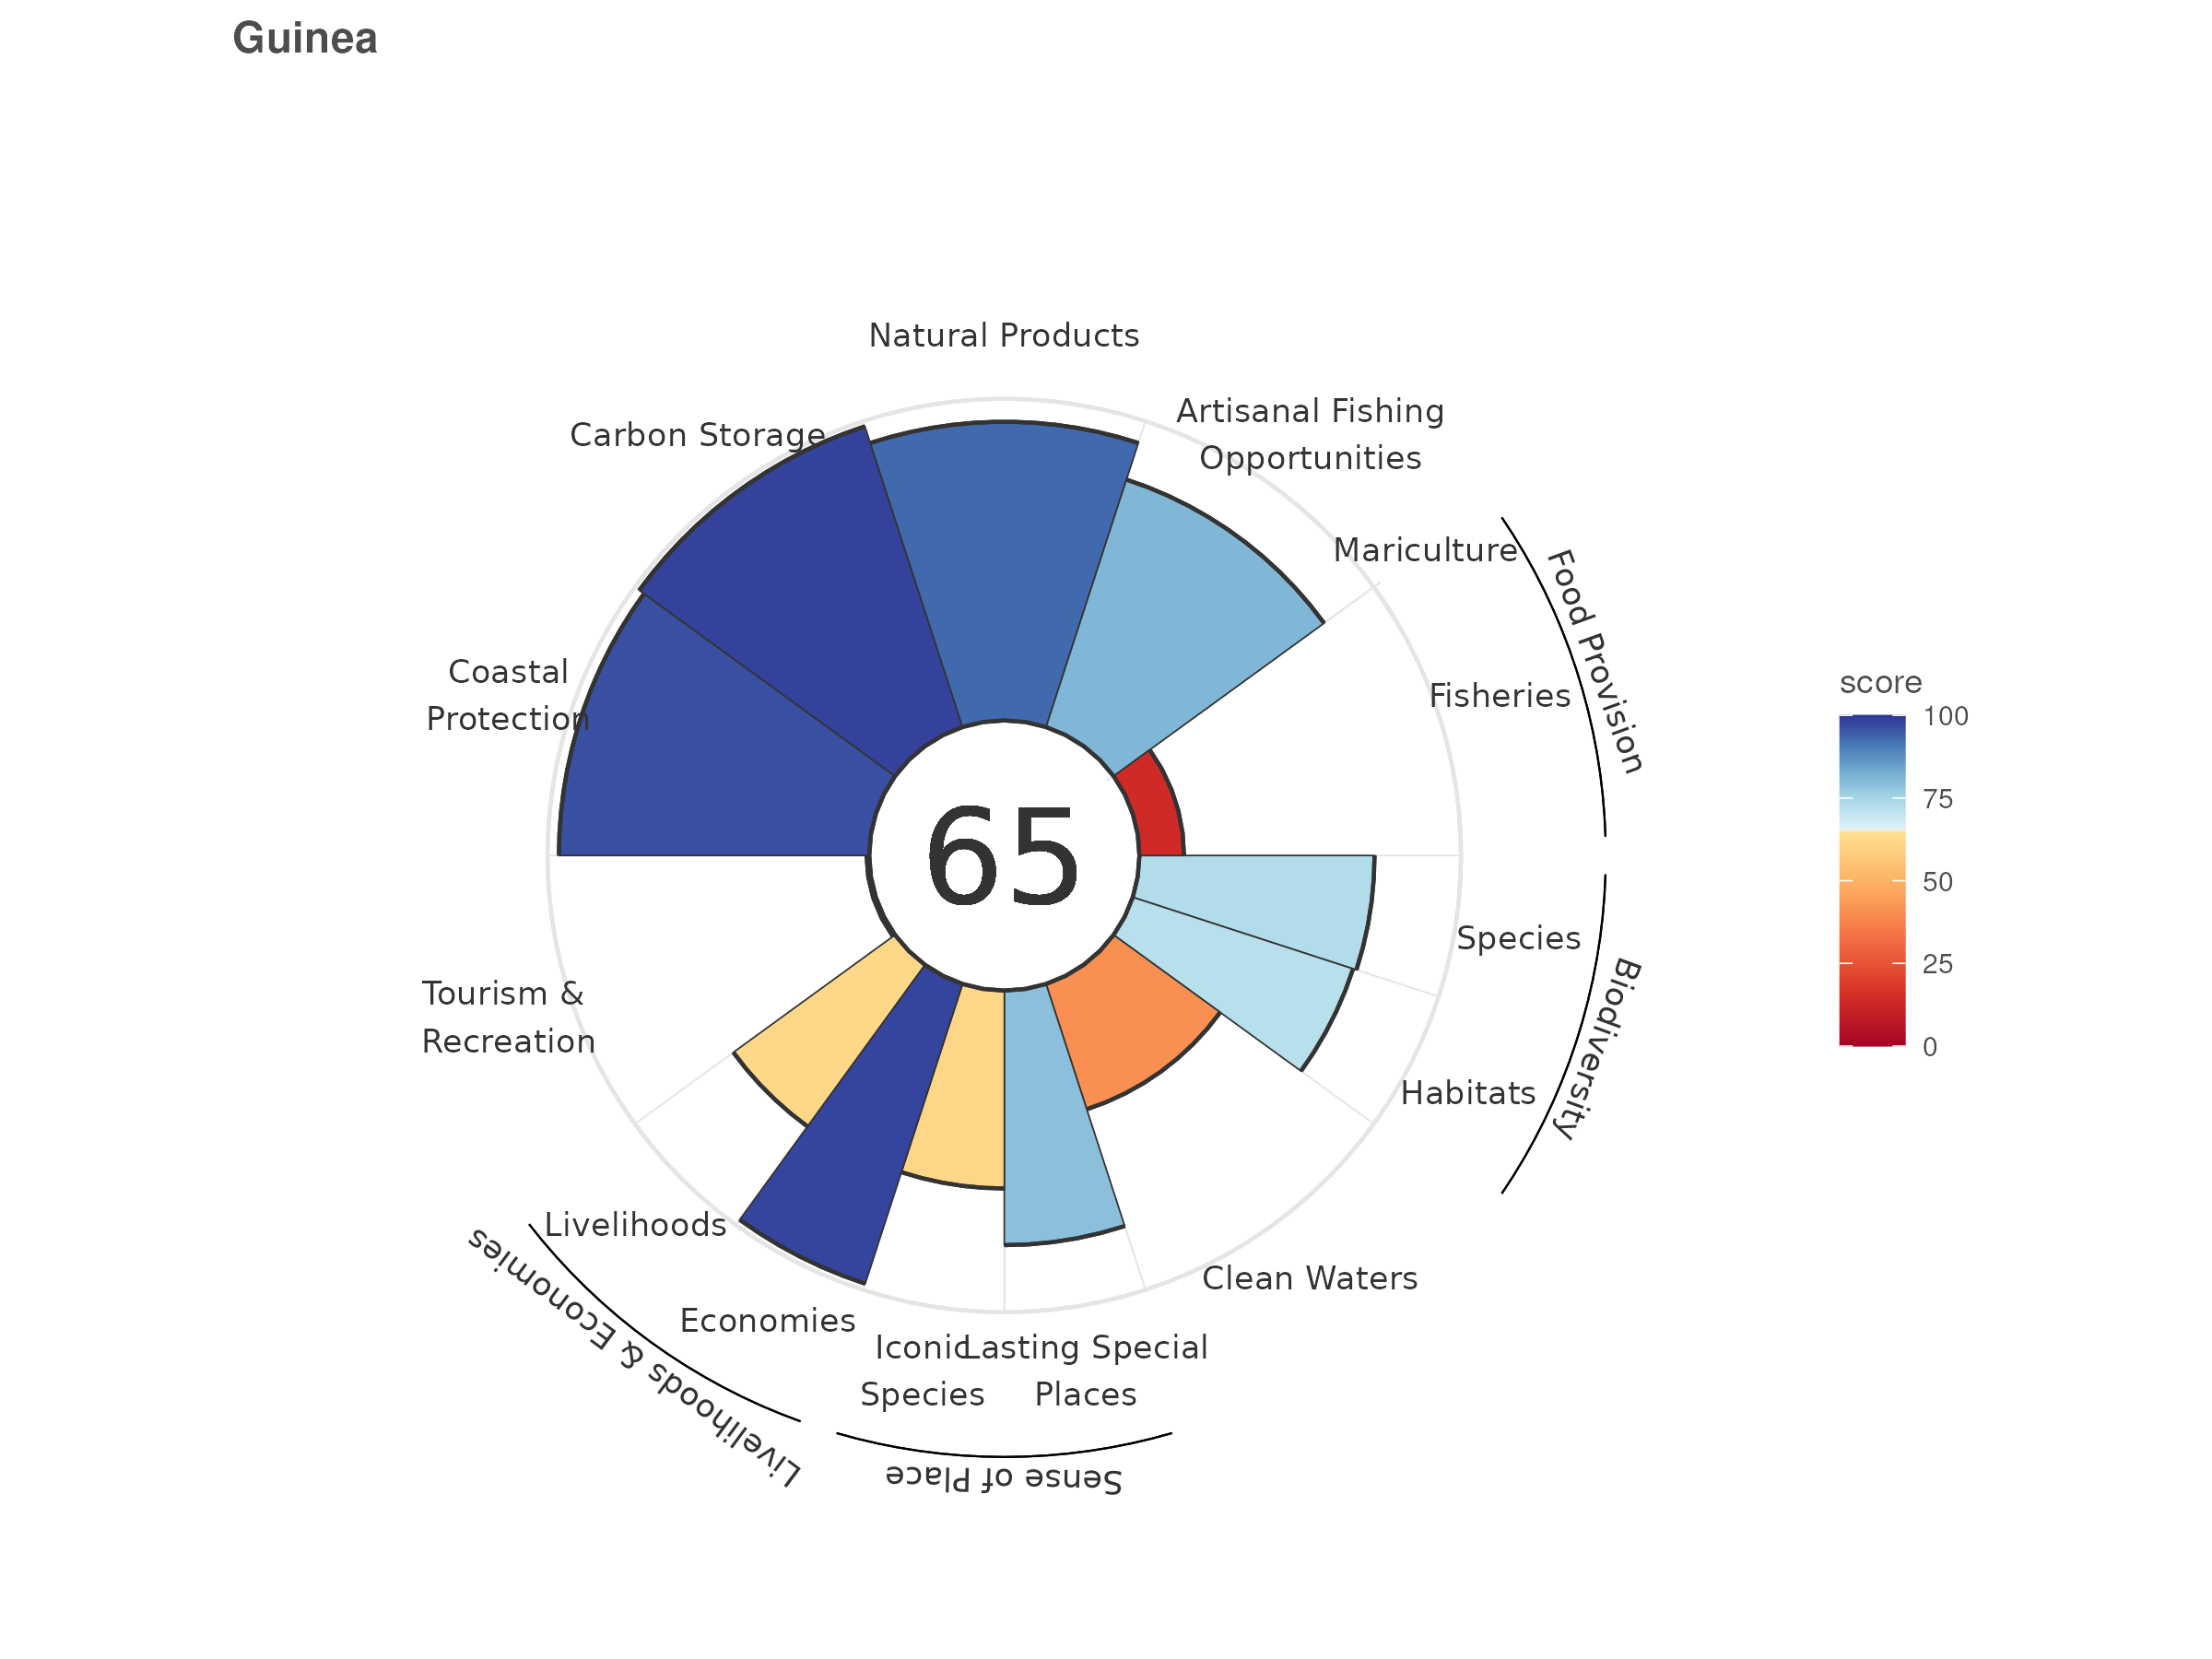 Guinea
Natural Products
Artisanal Fishing
Opportunities
Carbon Storage
Mariculture
Food Provision
Fisheries
Coastal
Protection
score
100
75
50
25
0
65
Species
Biodiversity
Habitats
Tourism &
Recreation
Livelihoods
Livelihoods & Economies
Clean Waters
Economies
Iconic
Species
Lasting Special
Places
Sense of Place